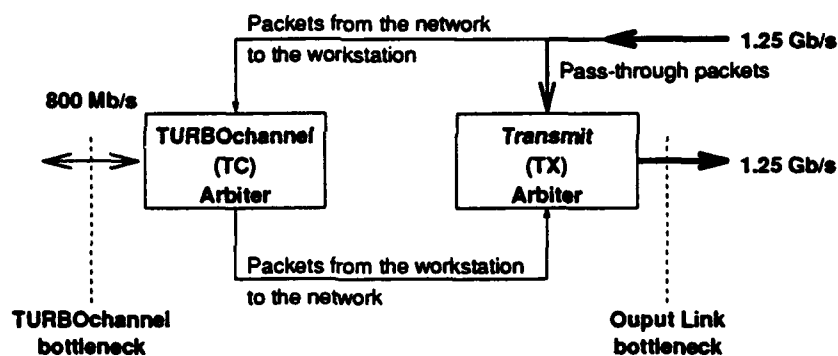 Packets from the network
to the workstation
1.25 Gb/s
Pass-through packets
800 Mb/s
TURBOchannel
(TC)
Arbiter
Transmit
(TX)
Arbiter
1.25 Gb/s
Packets from the workstation
to the network
TURBOchannel
bottleneck
Ouput Link
bottleneck